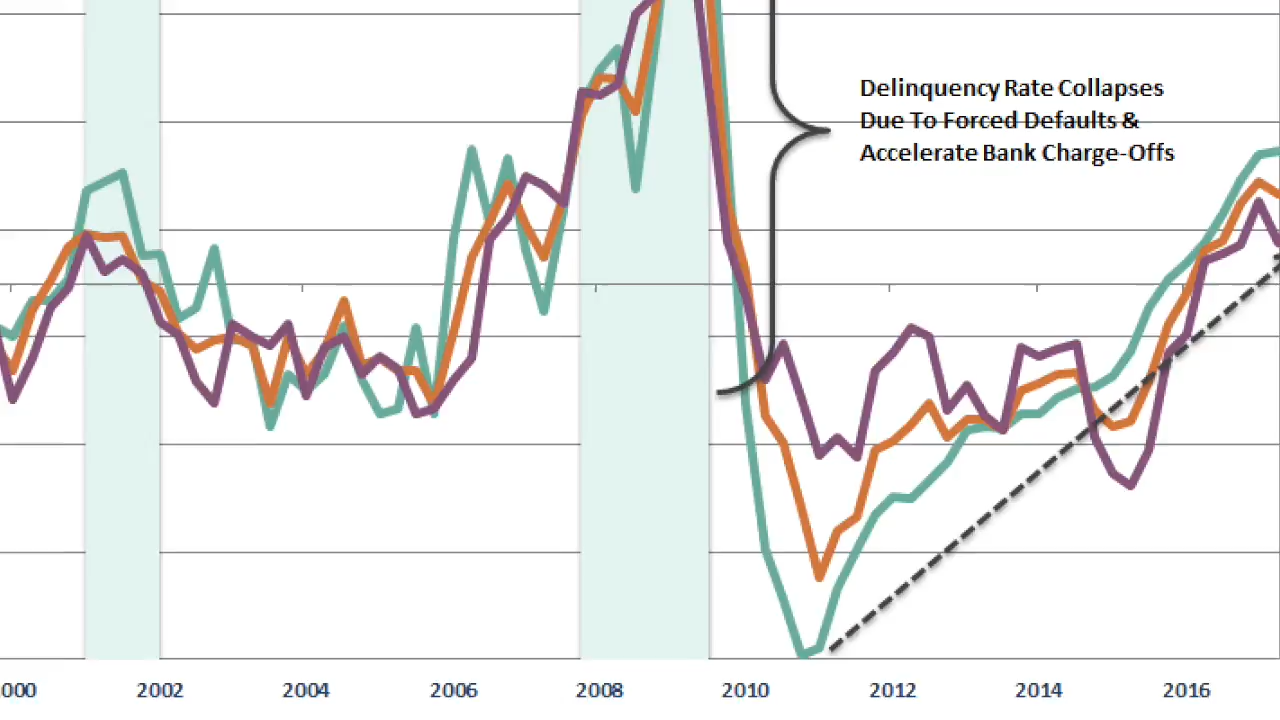 Delinquency Rate Collapses
Due To Forced Defaults &
Accelerate Bank Charge-Offs
000 2002 2004 2006 2008 2010 2012 2014 2016